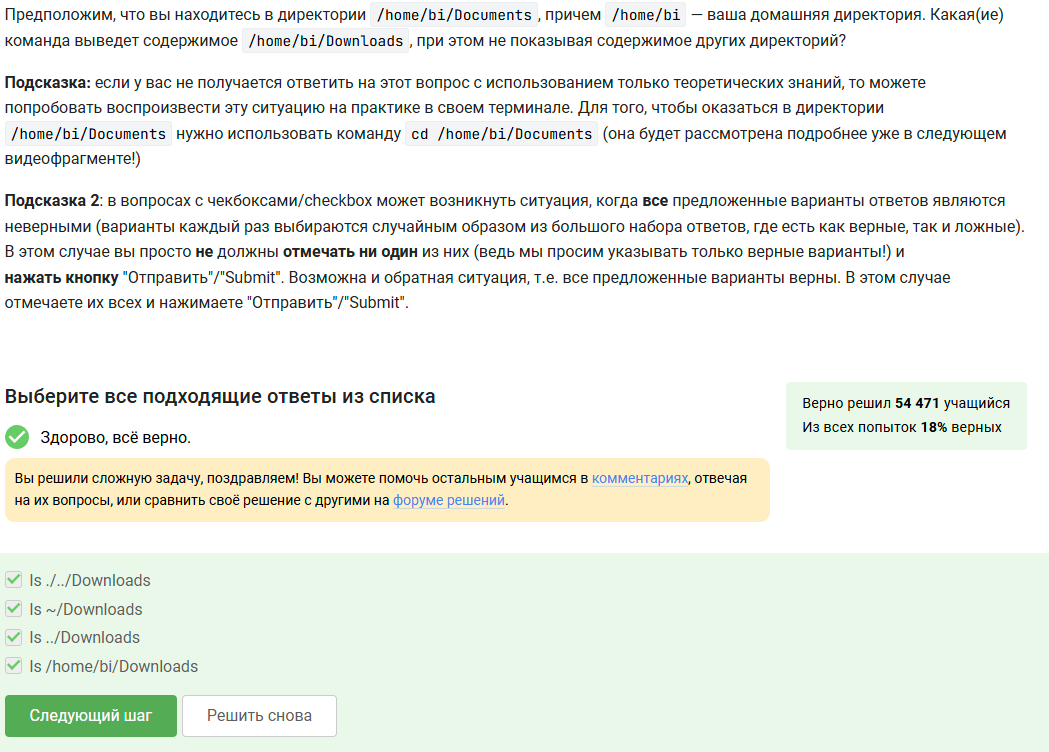 Предположим, что вы находитесь в директории /home/bi/Documents , причем /home/bi — ваша домашняя директория. Какая(ие)
команда выведет содержимое /home/bi/Downloads , при этом не показывая содержимое других директорий?
Подсказка: если у вас не получается ответить на этот вопрос с использованием только теоретических знаний, то можете
попробовать воспроизвести эту ситуацию на практике в своем терминале. Для того, чтобы оказаться в директории
/home/bi/Documents нужно использовать команду cd /home/bi/Documents (она будет рассмотрена подробнее уже в следующем
видеофрагменте!)
Подсказка 2: в вопросах с чекбоксами/checkbox может возникнуть ситуация, когда все предложенные варианты ответов являются
неверными (варианты каждый раз выбираются случайным образом из большого набора ответов, где есть как верные, так и ложные).
В этом случае вы просто не должны отмечать ни один из них (ведь мы просим указывать только верные варианты!) и
нажать кнопку "Отправить"/"Submit". Возможна и обратная ситуация, т.е. все предложенные варианты верны. В этом случае
отмечаете их всех и нажимаете "Отправить"/"Submit".
Выберите все подходящие ответы из списка
Здорово, всё верно.
Вы решили сложную задачу, поздравляем! Вы можете помочь остальным учащимся в комментариях, отвечая
на их вопросы, или сравнить своё решение с другими на форуме решений.
Верно решил 54 471 учащийся
Из всех попыток 18% верных
ls ./../Downloads
ls ~/Downloads
ls ../Downloads
ls /home/bi/Downloads
Следующий шаг
Решить снова